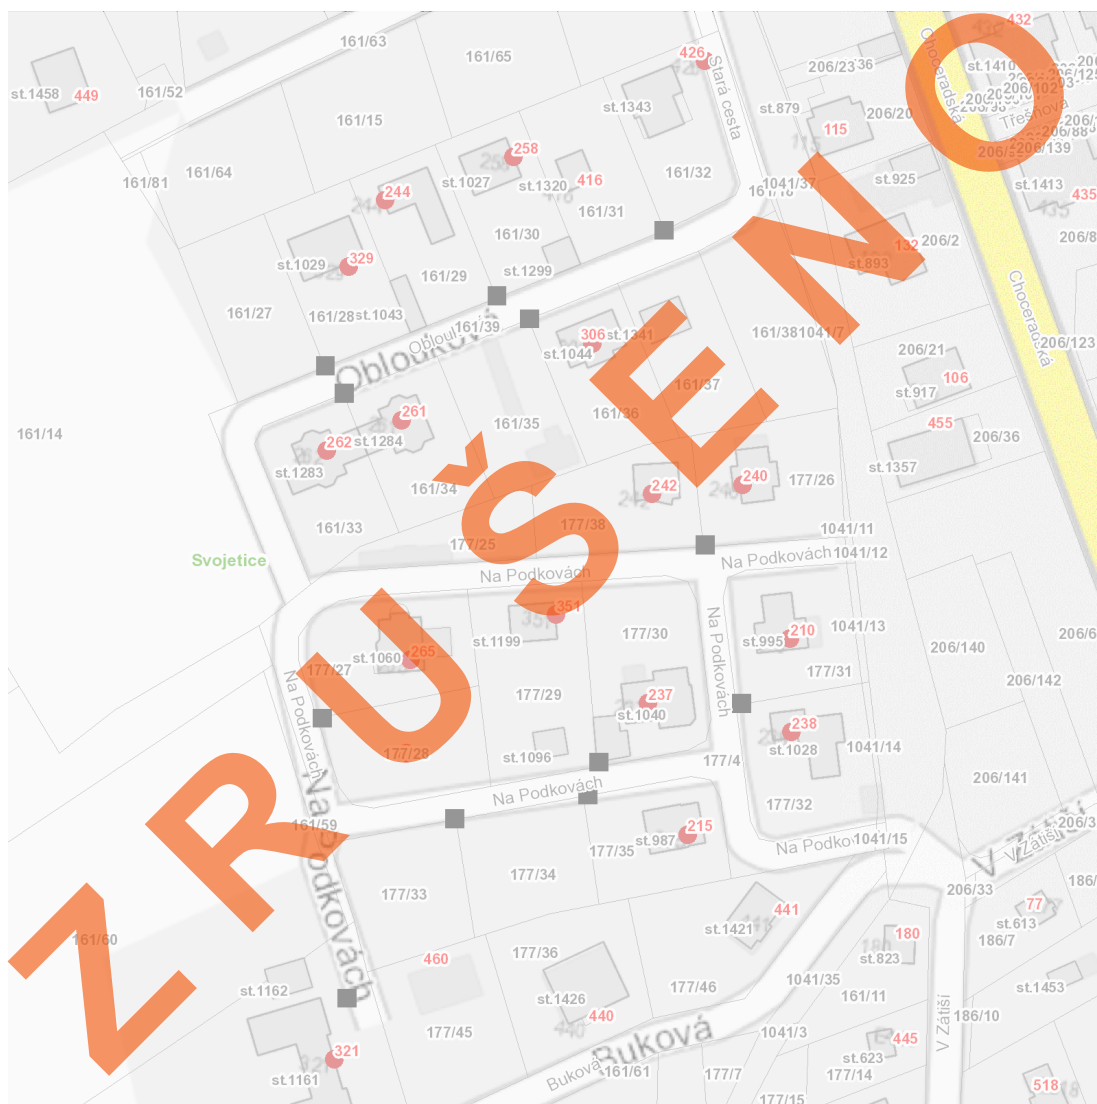 432
161/63
426
Choceradská
206/23
36
st.1410
161/65
Stará cesta
206/102
st.1458
449
161/52
st.1343
st.879
206/20
Třešňová
161/15
115
206/88
206/139
258
161/81
161/64
st.1027
st.1320
416
161/32
1041/37
st.925
st.1413
435
244
161/31
161/30
132
206/2
329
st.1029
st.1299
st.893
161/29
161/27
161/28
st.1043
161/39
Oblouková
306
st.1341
st.1044
161/38
1041/7
Choceradská
206/123
206/21
161/37
106
st.917
161/14
261
161/35
161/36
455
206/36
262
st.1284
st.1283
st.1357
161/34
242
240
177/26
161/33
177/38
1041/11
177/25
Svojetice
Na Podkovách
Na Podkovách
1041/12
351
st.1199
177/30
Na Podkovách
st.995
210
1041/13
206/140
st.1060
265
177/27
177/31
206/142
Na Podkovách
177/29
237
st.1040
238
st.1028
1041/14
177/28
st.1096
177/4
206/141
Na Podkovách
177/32
161/59
Na Podkovách
215
st.987
177/35
Na Podko
1041/15
V Zátiší
V Zátiší
177/34
177/33
206/33
441
st.1421
77
st.613
161/60
460
177/36
180
st.823
186/7
st.1162
st.1426
177/46
1041/35
161/11
st.1453
440
177/45
Buková
1041/3
V Zátiší
186/10
321
st.1161
Buková
161/61
177/7
445
st.623
177/14
518
177/15
ZRUŠENO